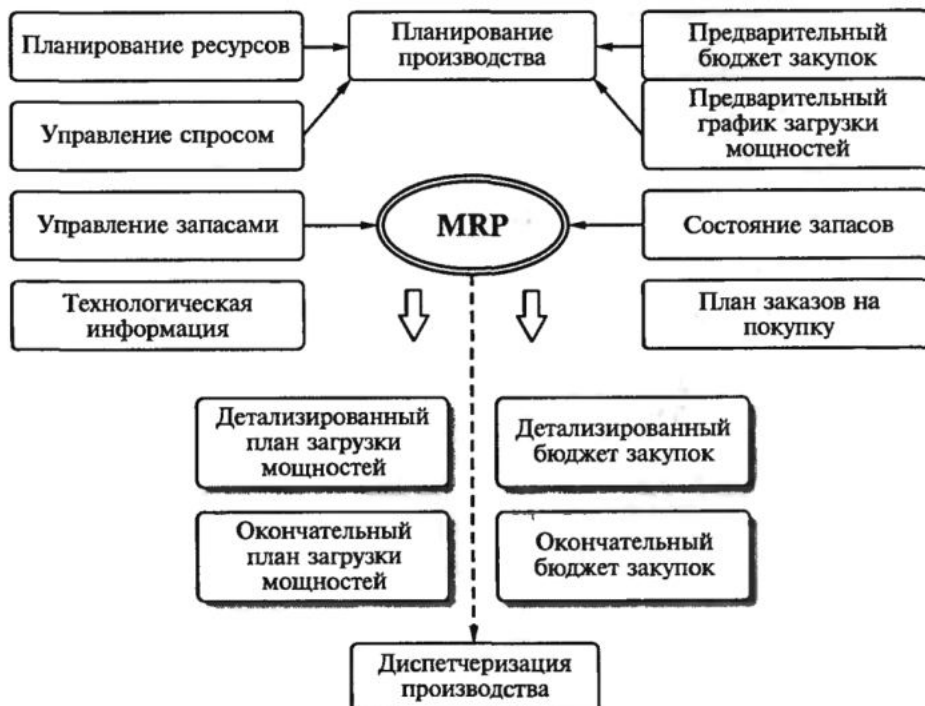 Планирование ресурсов
Планирование
производства
Предварительный
бюджет закупок
Управление спросом
Предварительный
график загрузки
мощностей
Управление запасами
MRP
Состояние запасов
Технологическая
информация
План заказов на
покупку
Детализированный
план загрузки
мощностей
Детализированный
бюджет закупок
Окончательный
план загрузки
мощностей
Окончательный
бюджет закупок
Диспетчеризация
производства